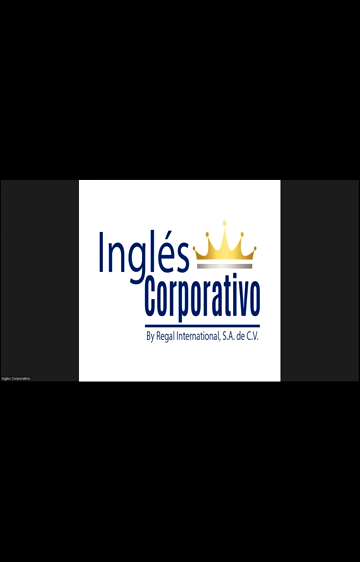 Inglés
Corporativo
By Regal International, S.A. de C.V.
Inglés Corporativo